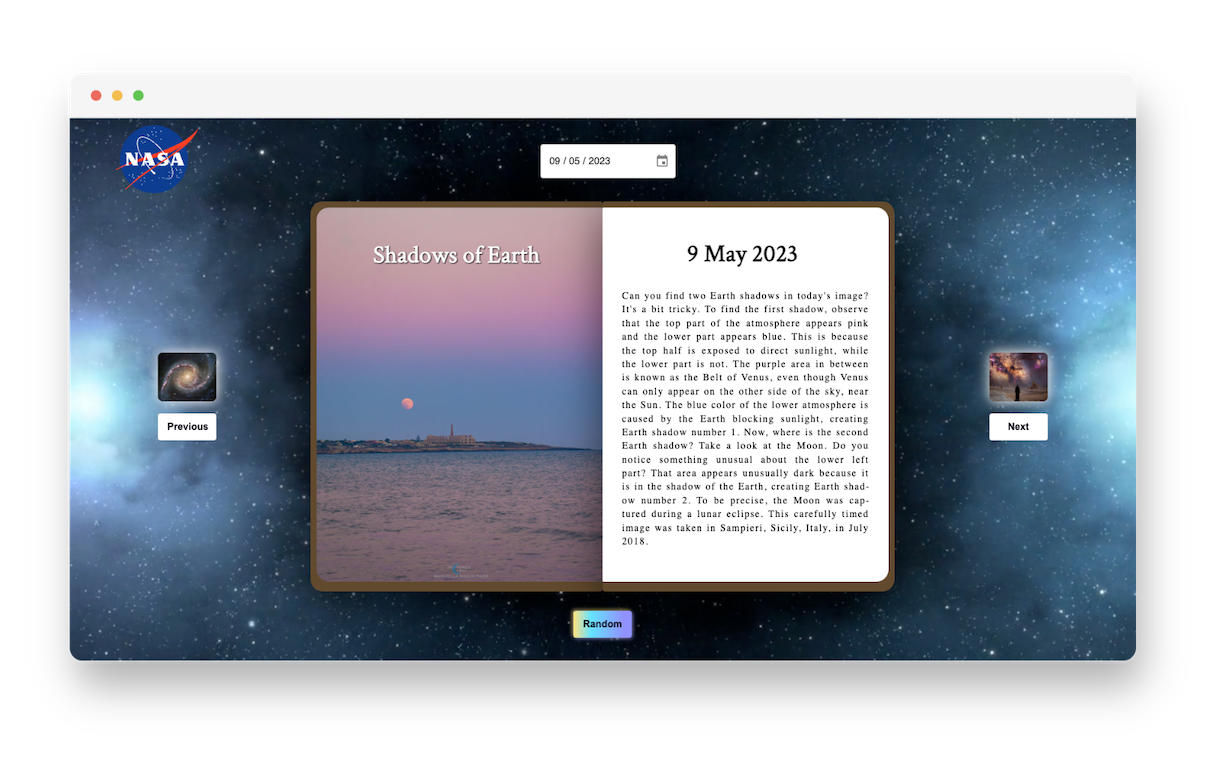 NASA
09 / 05 / 2023
Shadows of Earth
9 May 2023
Can you find two Earth shadows in today's image?
It's a bit tricky. To find the first shadow, observe
that the top part of the atmosphere appears pink
and the lower part appears blue. This is because
the top half is exposed to direct sunlight, while
the lower part is not. The purple area in between
is known as the Belt of Venus, even though Venus
can only appear on the other side of the sky, near
the Sun. The blue color of the lower atmosphere is
caused by the Earth blocking sunlight, creating
Earth shadow number 1. Now, where is the second
Earth shadow? Take a look at the Moon. Do you
notice something unusual about the lower left
part? That area appears unusually dark because it
is in the shadow of the Earth, creating Earth shad-
ow number 2. To be precise, the Moon was cap-
tured during a lunar eclipse. This carefully timed
image was taken in Sampieri, Sicily, Italy, in July
2018.
Previous
Next
Random